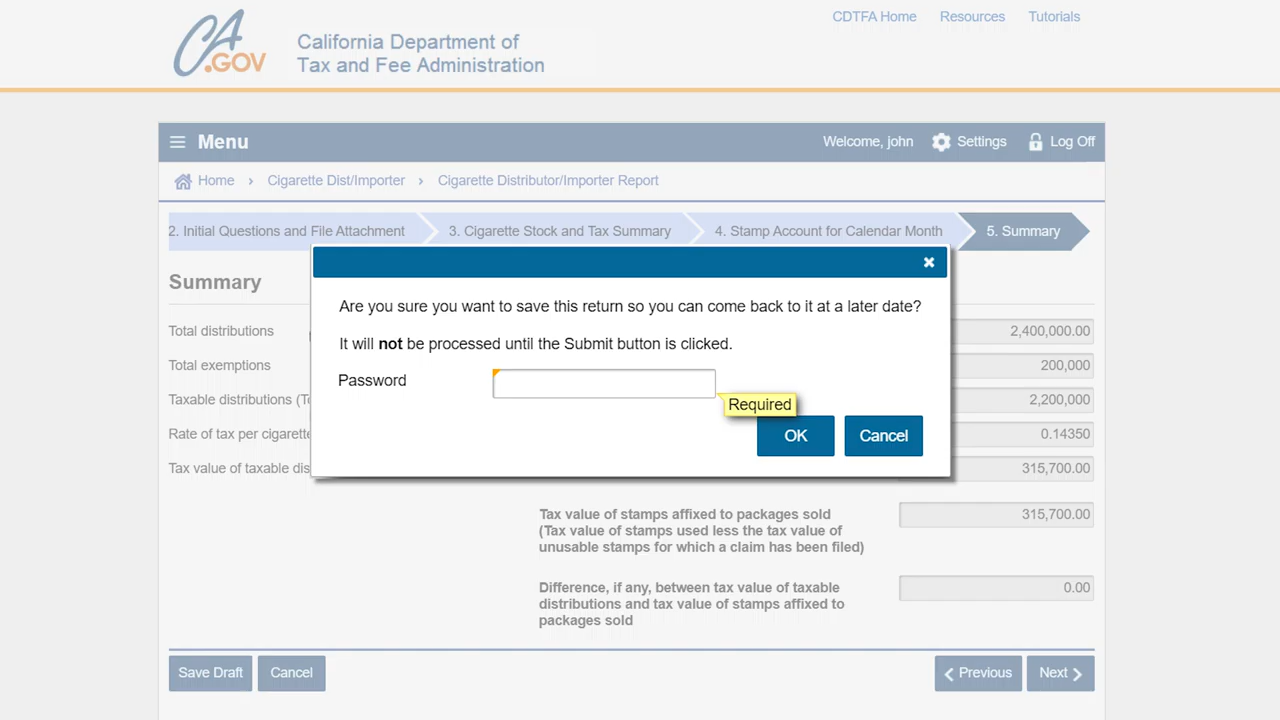 CDTFA Home Resources Tutorials
CA
.GOV
California Department of
Tax and Fee Administration
Menu
Welcome, john Settings Log Off
Home › Cigarette Dist/Importer › Cigarette Distributor/Importer Report
2. Initial Questions and File Attachment 3. Cigarette Stock and Tax Summary 4. Stamp Account for Calendar Month 5. Summary
Summary
Are you sure you want to save this return so you can come back to it at a later date?
It will not be processed until the Submit button is clicked.
Password
Required
OK Cancel
Total distributions 2,400,000.00
Total exemptions 200,000
Taxable distributions 2,200,000
Rate of tax per cigarette 0.14350
Tax value of taxable 315,700.00
Tax value of stamps affixed to packages sold 315,700.00
(Tax value of stamps used less the tax value of
unusable stamps for which a claim has been filed)
Difference, if any, between tax value of taxable 0.00
distributions and tax value of stamps affixed to
packages sold
Save Draft Cancel Previous Next